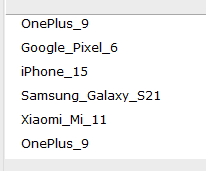 OnePlus_9
Google_Pixel_6
iPhone_15
Samsung_Galaxy_S21
Xiaomi_Mi_11
OnePlus_9